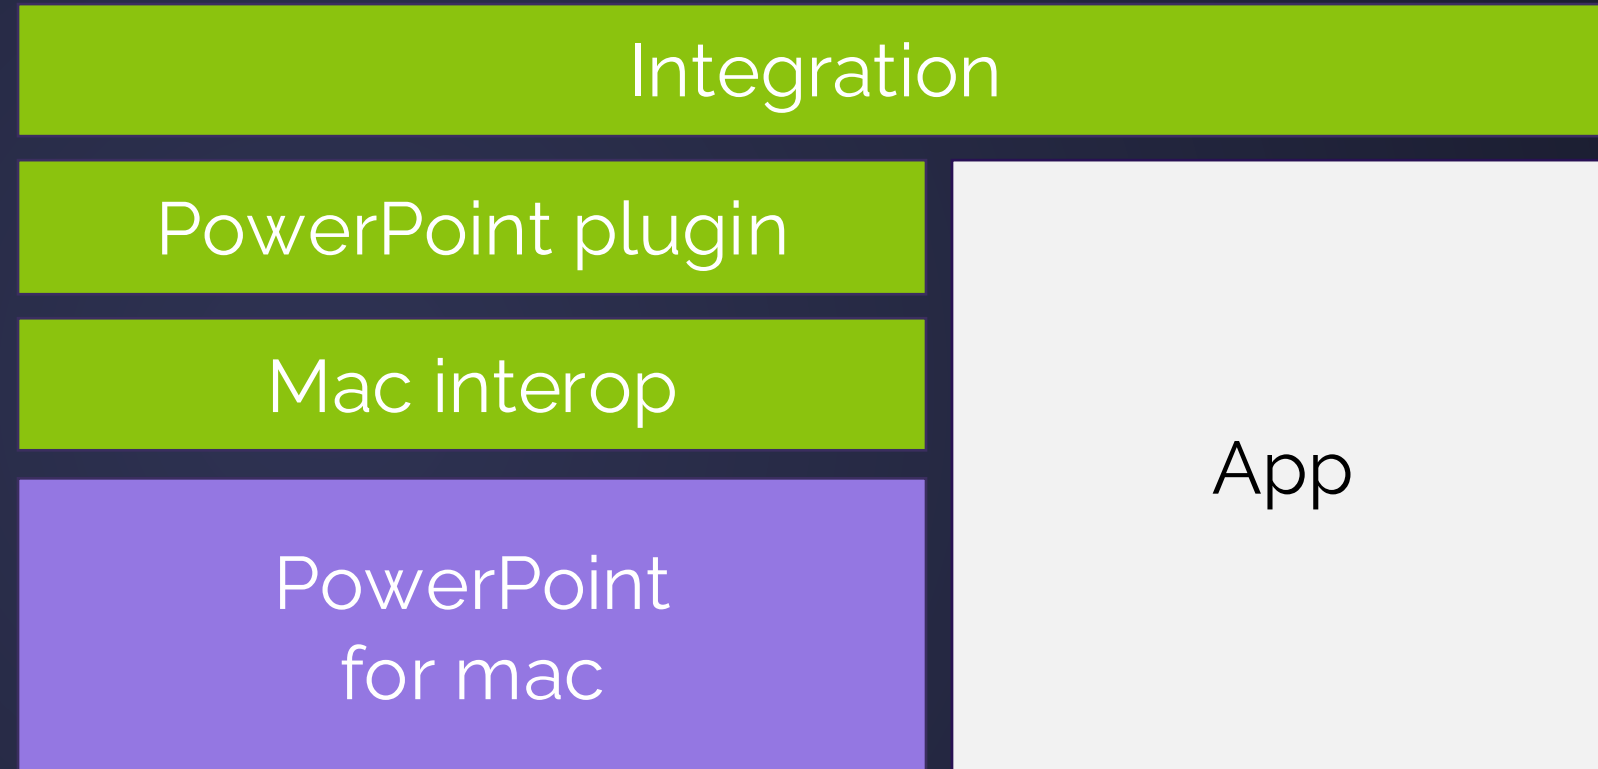 Integration
PowerPoint plugin
Mac interop
PowerPoint
for mac
App